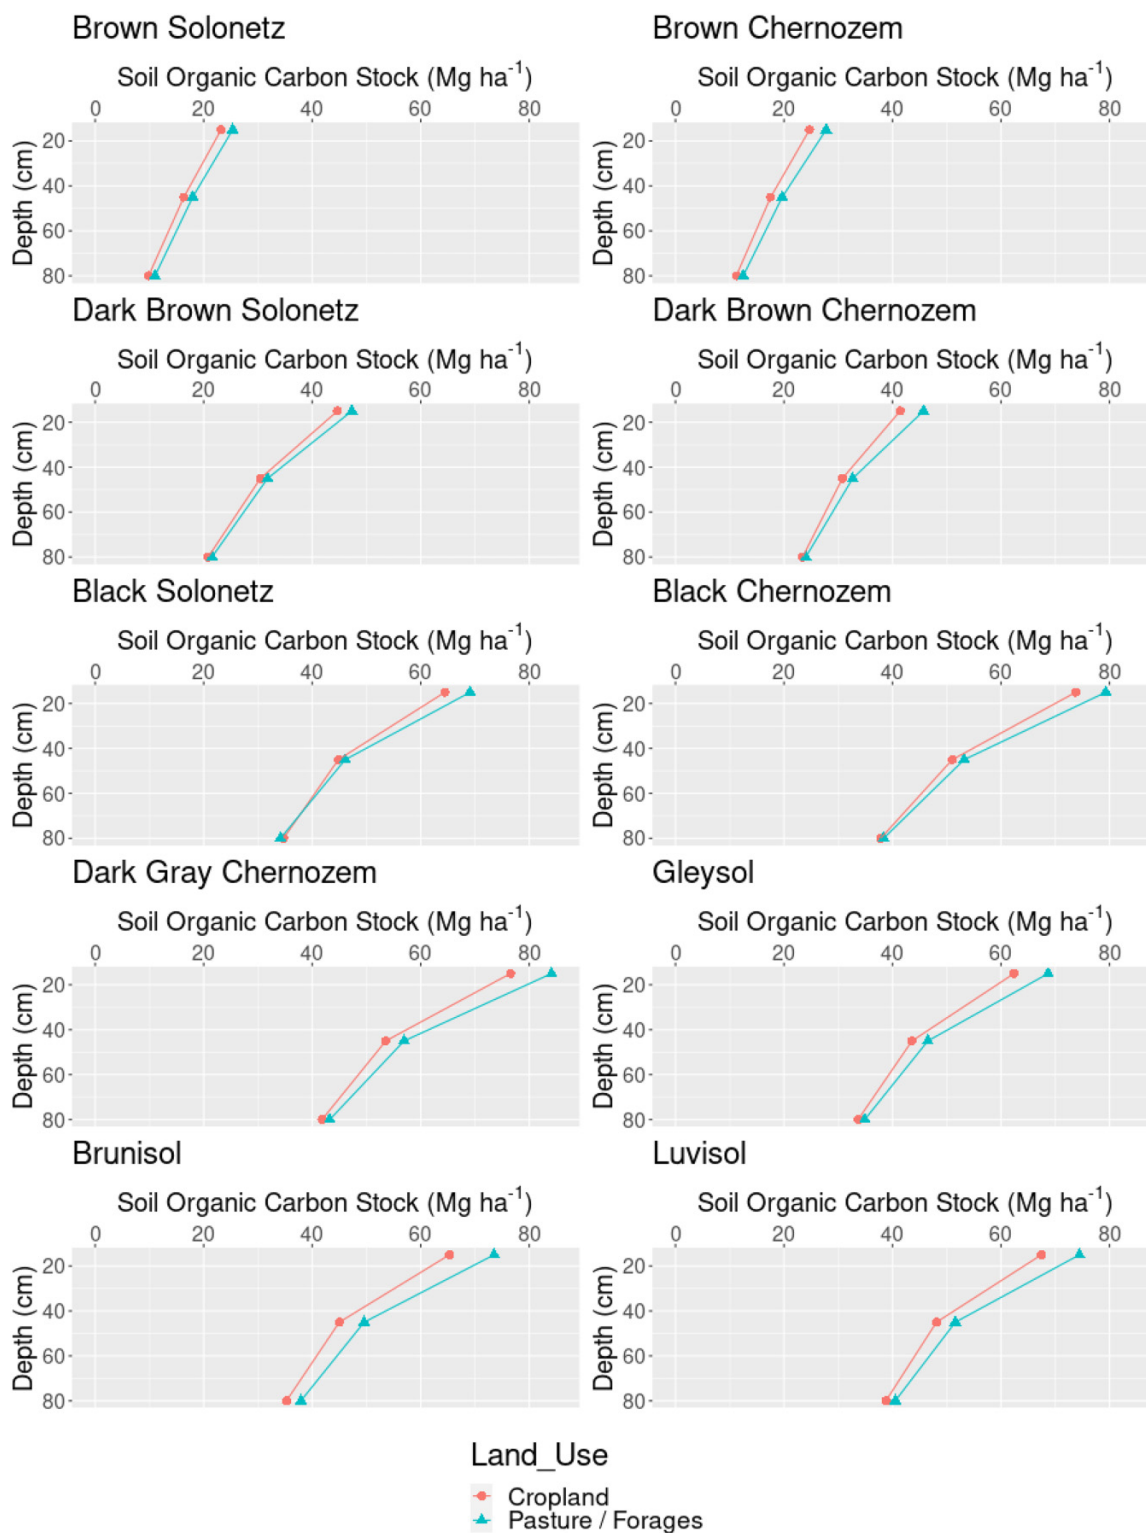 Brown Solonetz
Soil Organic Carbon Stock (Mg ha⁻¹)
0 20 40 60 80
Depth (cm)
20
40
60
80
Brown Chernozem
Soil Organic Carbon Stock (Mg ha⁻¹)
0 20 40 60 80
Depth (cm)
20
40
60
80
Dark Brown Solonetz
Soil Organic Carbon Stock (Mg ha⁻¹)
0 20 40 60 80
Depth (cm)
20
40
60
80
Dark Brown Chernozem
Soil Organic Carbon Stock (Mg ha⁻¹)
0 20 40 60 80
Depth (cm)
20
40
60
80
Black Solonetz
Soil Organic Carbon Stock (Mg ha⁻¹)
0 20 40 60 80
Depth (cm)
20
40
60
80
Black Chernozem
Soil Organic Carbon Stock (Mg ha⁻¹)
0 20 40 60 80
Depth (cm)
20
40
60
80
Dark Gray Chernozem
Soil Organic Carbon Stock (Mg ha⁻¹)
0 20 40 60 80
Depth (cm)
20
40
60
80
Gleysol
Soil Organic Carbon Stock (Mg ha⁻¹)
0 20 40 60 80
Depth (cm)
20
40
60
80
Brunisol
Soil Organic Carbon Stock (Mg ha⁻¹)
0 20 40 60 80
Depth (cm)
20
40
60
80
Luvisol
Soil Organic Carbon Stock (Mg ha⁻¹)
0 20 40 60 80
Depth (cm)
20
40
60
80
Land_Use
Cropland
Pasture / Forages